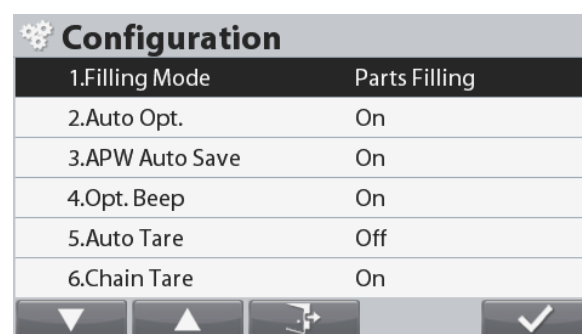 Configuration
1.Filling Mode Parts Filling
2.Auto Opt. On
3.APW Auto Save On
4.Opt. Beep On
5.Auto Tare Off
6.Chain Tare On